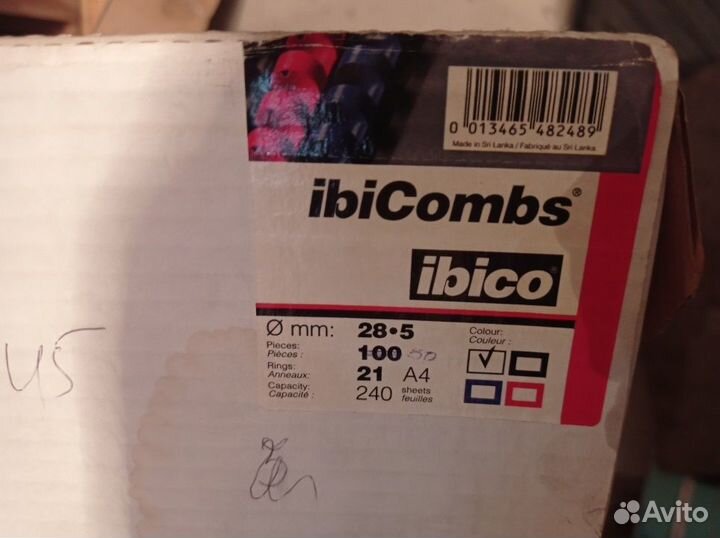 0 013465 482489
Made in Sri Lanka / Fabriqué au Sri Lanka
ibiCombs®
ibico
Ø mm: 28•5
Pieces:
Pièces: 100 50
Rings:
Anneaux: 21 A4
Capacity:
Capacité: 240 sheets
feuilles
Colour:
Couleur:
45
Avito